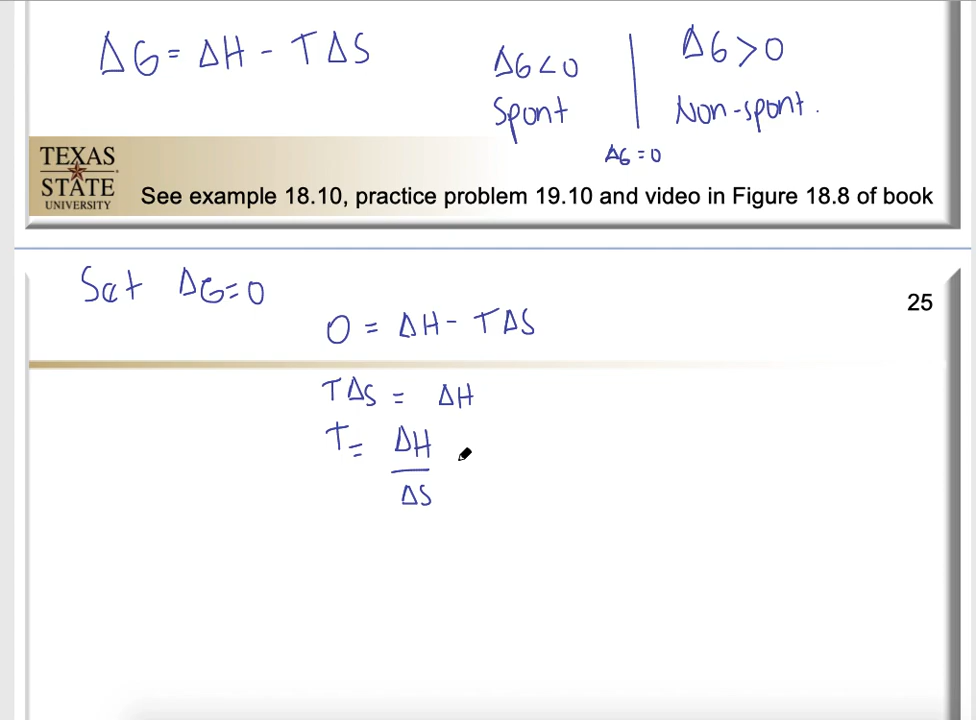 ΔG = ΔH - TΔS
ΔG < 0
Spont
ΔG > 0
Non-spont.
ΔG = 0
TEXAS
STATE
UNIVERSITY
See example 18.10, practice problem 19.10 and video in Figure 18.8 of book
Set ΔG = 0
25
0 = ΔH - TΔS
TΔS = ΔH
T = ΔH
ΔS